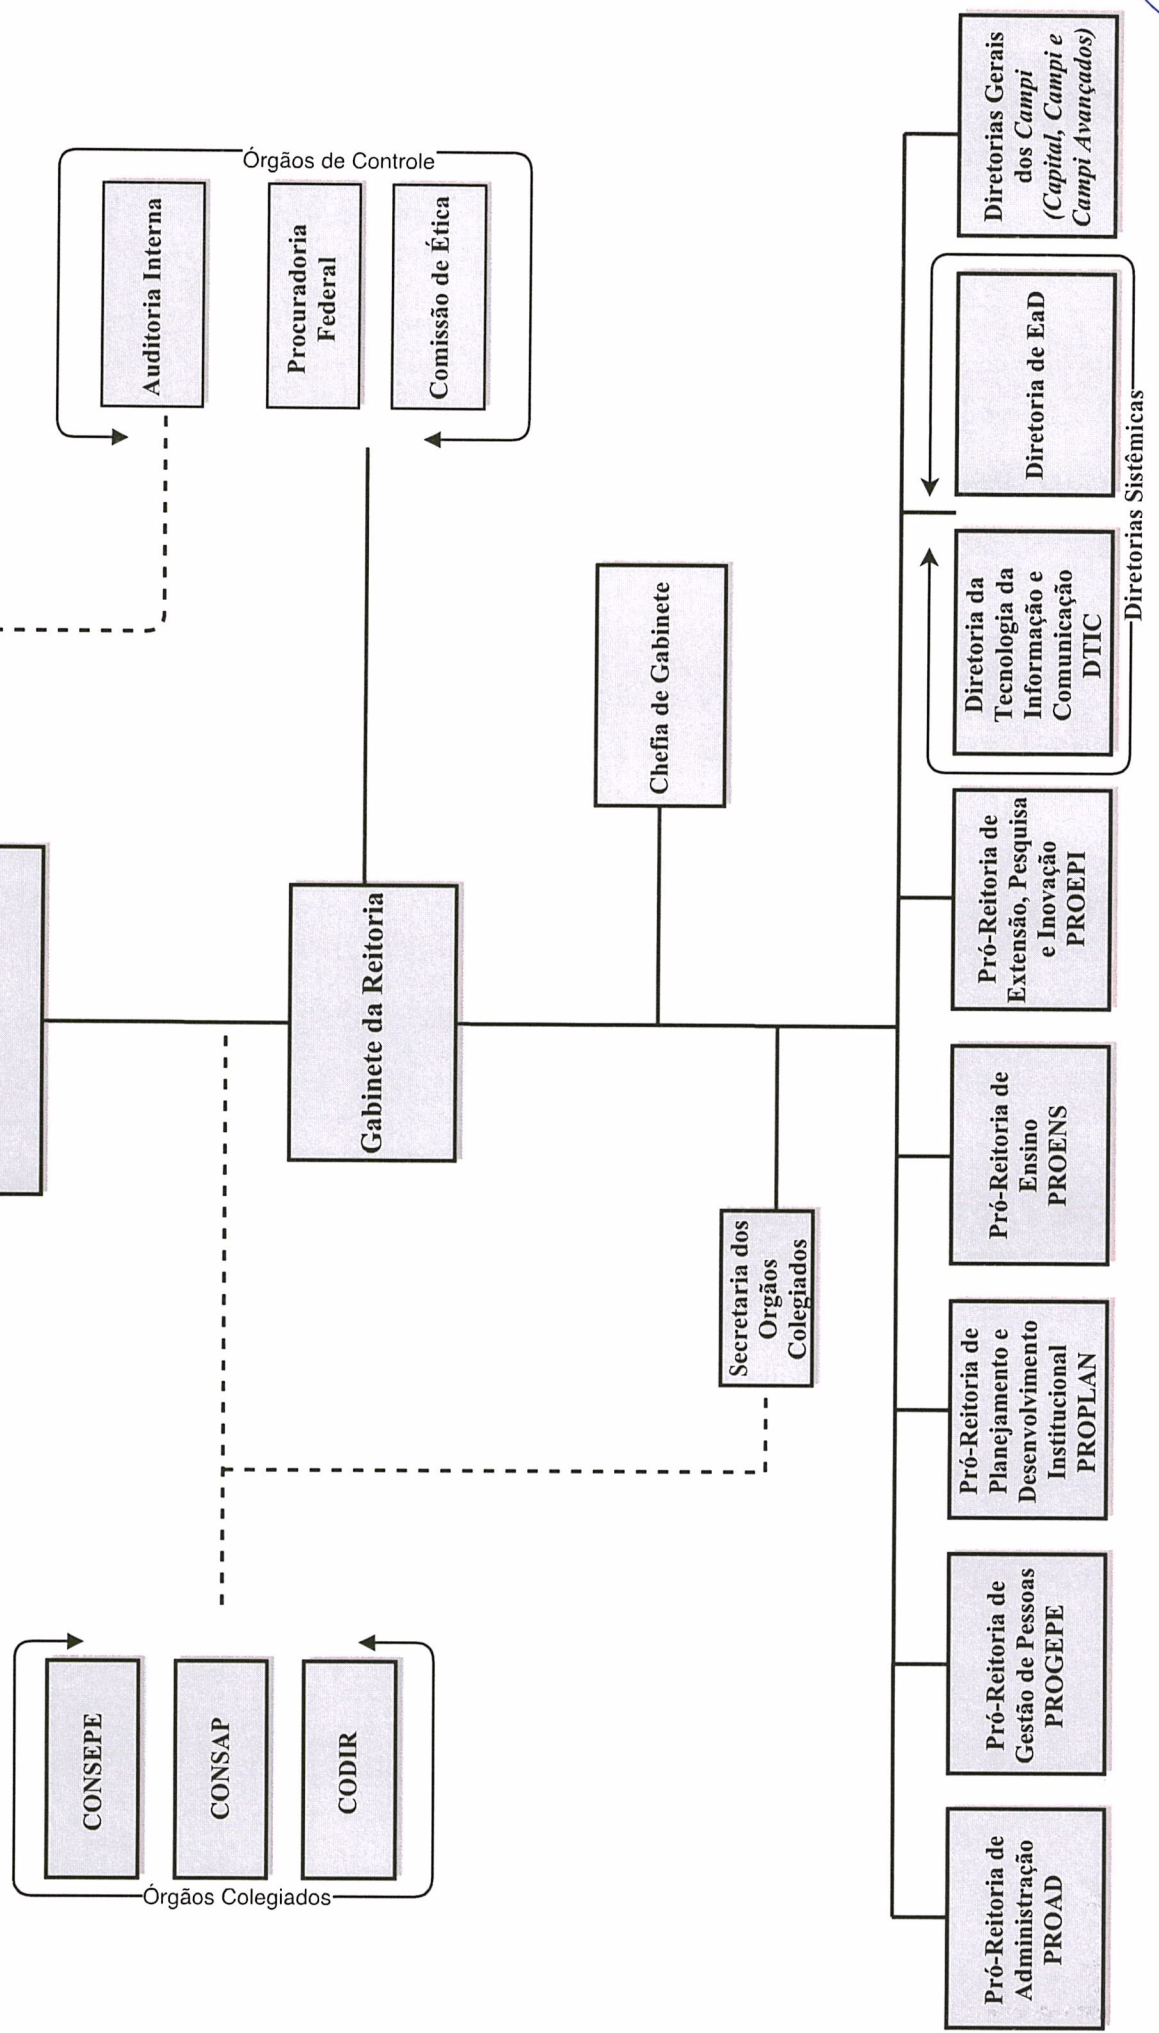 Órgãos Colegiados
CONSEPE
CONSAP
CODIR
Gabinete da Reitoria
Órgãos de Controle
Auditoria Interna
Procuradoria
Federal
Comissão de Ética
Chefia de Gabinete
Secretaria dos
Orgãos
Colegiados
Pró-Reitoria de
Administração
PROAD
Pró-Reitoria de
Gestão de Pessoas
PROGEPE
Pró-Reitoria de
Planejamento e
Desenvolvimento
Institucional
PROPLAN
Pró-Reitoria de
Ensino
PROENS
Pró-Reitoria de
Extensão, Pesquisa
e Inovação
PROEPI
Diretoria da
Tecnologia da
Informação e
Comunicação
DTIC
Diretoria de EaD
Diretorias Sistêmicas
Diretorias Gerais
dos Campi
(Capital, Campi e
Campi Avançados)